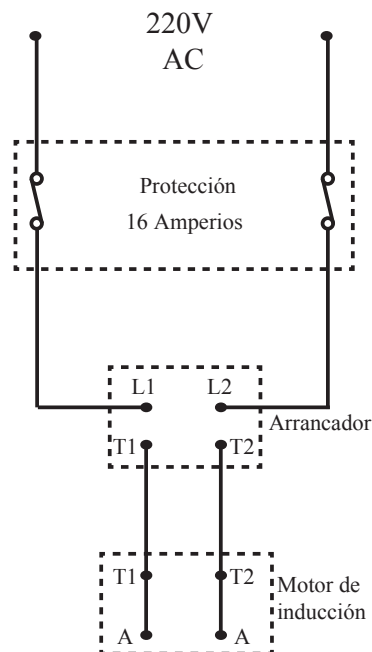 220V
AC
Protección
16 Amperios
L1 L2
Arrancador
T1 T2
T1 T2
Motor de
inducción
A A